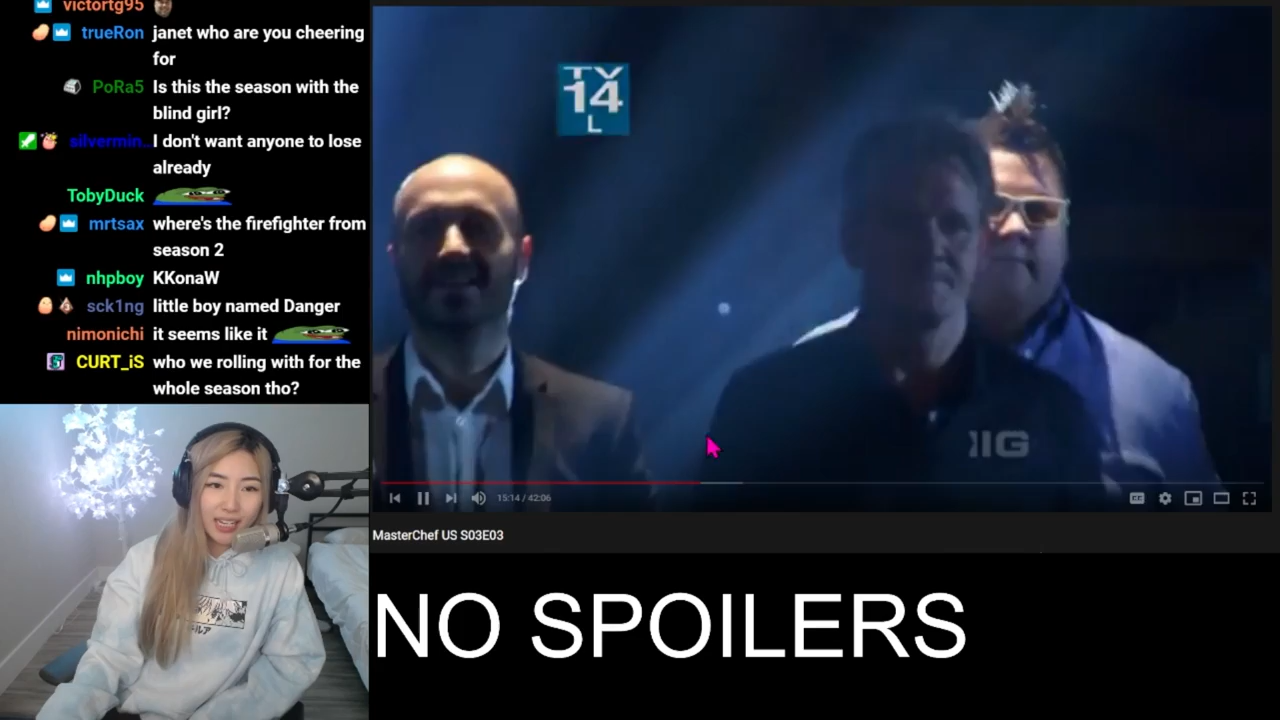 victortg95
trueRon janet who are you cheering
for
PoRa5 Is this the season with the
blind girl?
silvermin... I don't want anyone to lose
already
TobyDuck
mrtsax where's the firefighter from
season 2
nhpboy KKonaW
sck1ng little boy named Danger
nimonichi it seems like it
CURT_iS who we rolling with for the
whole season tho?
TV
14
L
IIG
15:14 / 42:06
CC
MasterChef US S03E03
NO SPOILERS